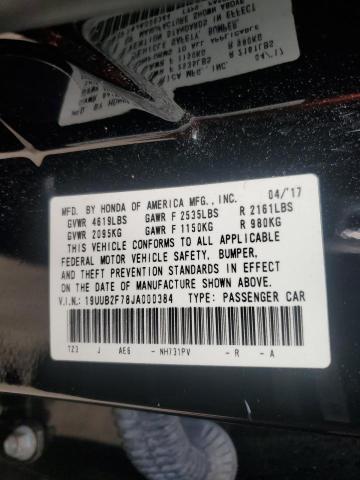 MFD. BY HONDA OF AMERICA MFG., INC. 04/'17
GVWR 4619LBS GAWR F 2535LBS R 2161LBS
GVWR 2095KG GAWR F 1150KG R 980KG
THIS VEHICLE CONFORMS TO ALL APPLICABLE
FEDERAL MOTOR VEHICLE SAFETY, BUMPER,
AND THEFT PREVENTION STANDARDS IN EFFECT
ON THE DATE OF MANUFACTURE SHOWN ABOVE.
V.I.N.: 19UUB2F78JA000384 TYPE: PASSENGER CAR
TZ3 J AE6 - NH731PV - R - A